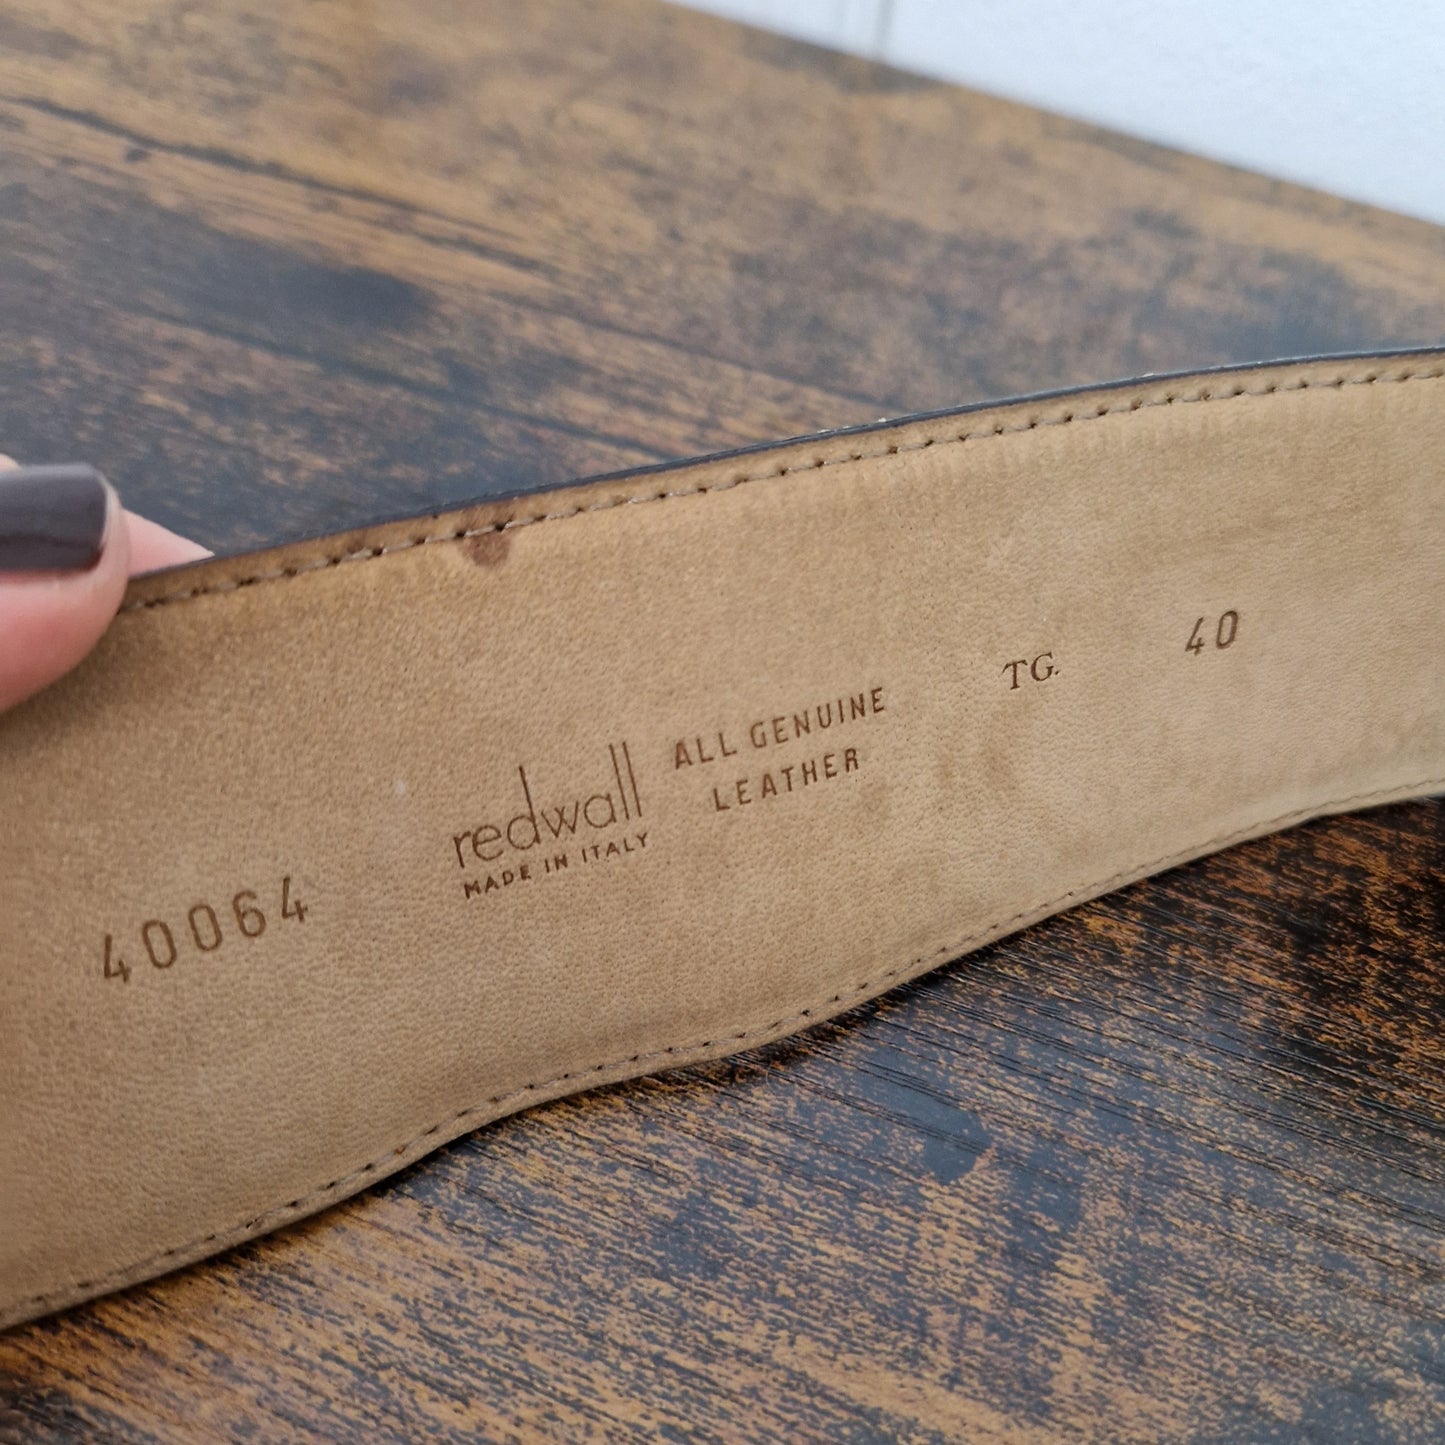 40064
redwall
MADE IN ITALY
ALL GENUINE
LEATHER
TG.
40